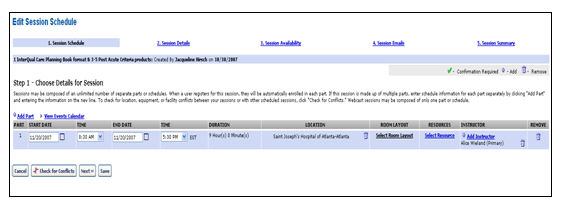 Edit Session Schedule
1. Session Schedule 2. Session Details 3. Session Availability 4. Session Emails 5. Session Summary
1 InterQual Care Planning Book format & 3-5 Post Acute Criteria products: Created by Jacqueline Hirsch on 10/30/2007
- Confirmation Required - Add - Remove
Step 1 - Choose Details for Session
Sessions may be composed of an unlimited number of separate parts or schedules. When a user registers for this session, they will be automatically enrolled in each part. If this session is made up of multiple parts, enter schedule information for each part separately by clicking "Add Part"
and entering the information on the new line. To check for location, equipment, or facility conflicts between your sessions or with other scheduled sessions, click "Check for Conflicts." Webcast sessions may be composed of only one part or schedule.
Add Part View Events Calendar
PART START DATE TIME END DATE TIME DURATION LOCATION ROOM LAYOUT RESOURCES INSTRUCTOR REMOVE
1 11/20/2007 8:30 AM 11/20/2007 5:30 PM EST 9 Hour(s) 0 Minute(s) Saint Joseph's Hospital of Atlanta-Atlanta Select Room Layout Select Resource Add Instructor
Alice Wieland (Primary)
Cancel Check for Conflicts Next» Save